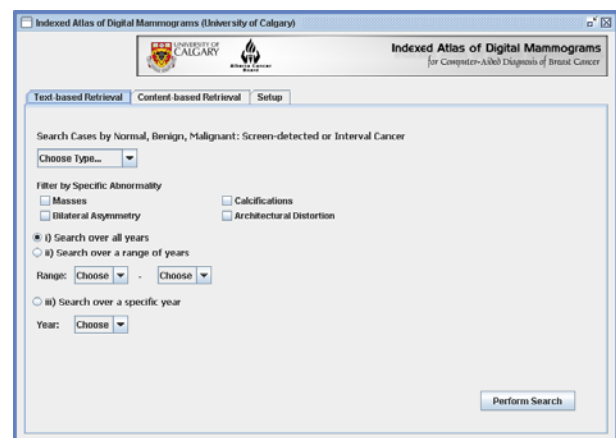 Indexed Atlas of Digital Mammograms (University of Calgary)
UNIVERSITY OF
CALGARY
Alberta Cancer
Board
Indexed Atlas of Digital Mammograms
for Computer-Aided Diagnosis of Breast Cancer
Text-based Retrieval Content-based Retrieval Setup
Search Cases by Normal, Benign, Malignant: Screen-detected or Interval Cancer
Choose Type...
Filter by Specific Abnormality
Masses Calcifications
Bilateral Asymmetry Architectural Distortion
i) Search over all years
ii) Search over a range of years
Range: Choose - Choose
iii) Search over a specific year
Year: Choose
Perform Search